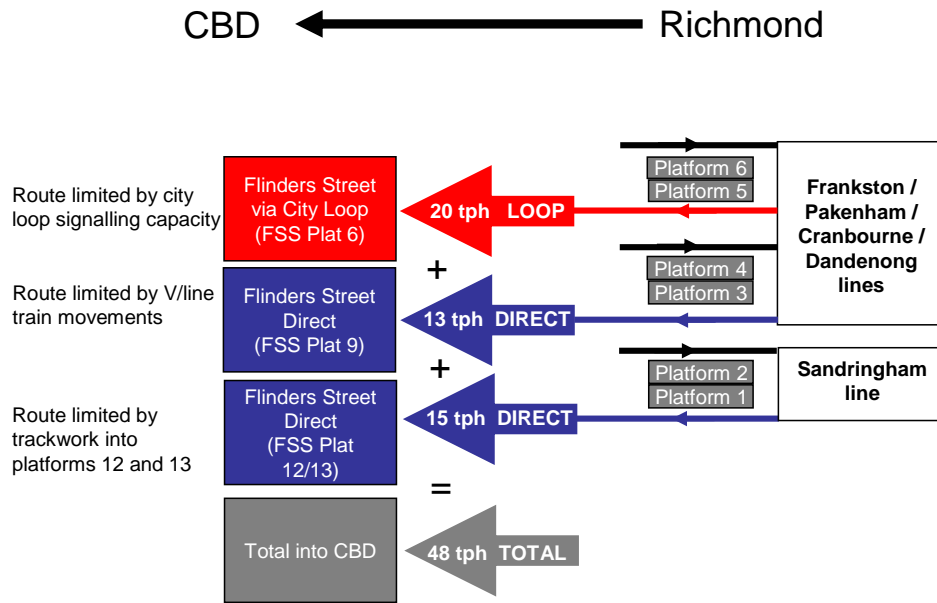 CBD
Richmond
Route limited by city
loop signalling capacity
Flinders Street
via City Loop
(FSS Plat 6)
20 tph LOOP
Platform 6
Platform 5
Frankston /
Pakenham /
Cranbourne /
Dandenong
lines
+
Route limited by V/line
train movements
Flinders Street
Direct
(FSS Plat 9)
13 tph DIRECT
Platform 4
Platform 3
+
Route limited by
trackwork into
platforms 12 and 13
Flinders Street
Direct
(FSS Plat
12/13)
15 tph DIRECT
Platform 2
Platform 1
Sandringham
line
=
Total into CBD
48 tph TOTAL